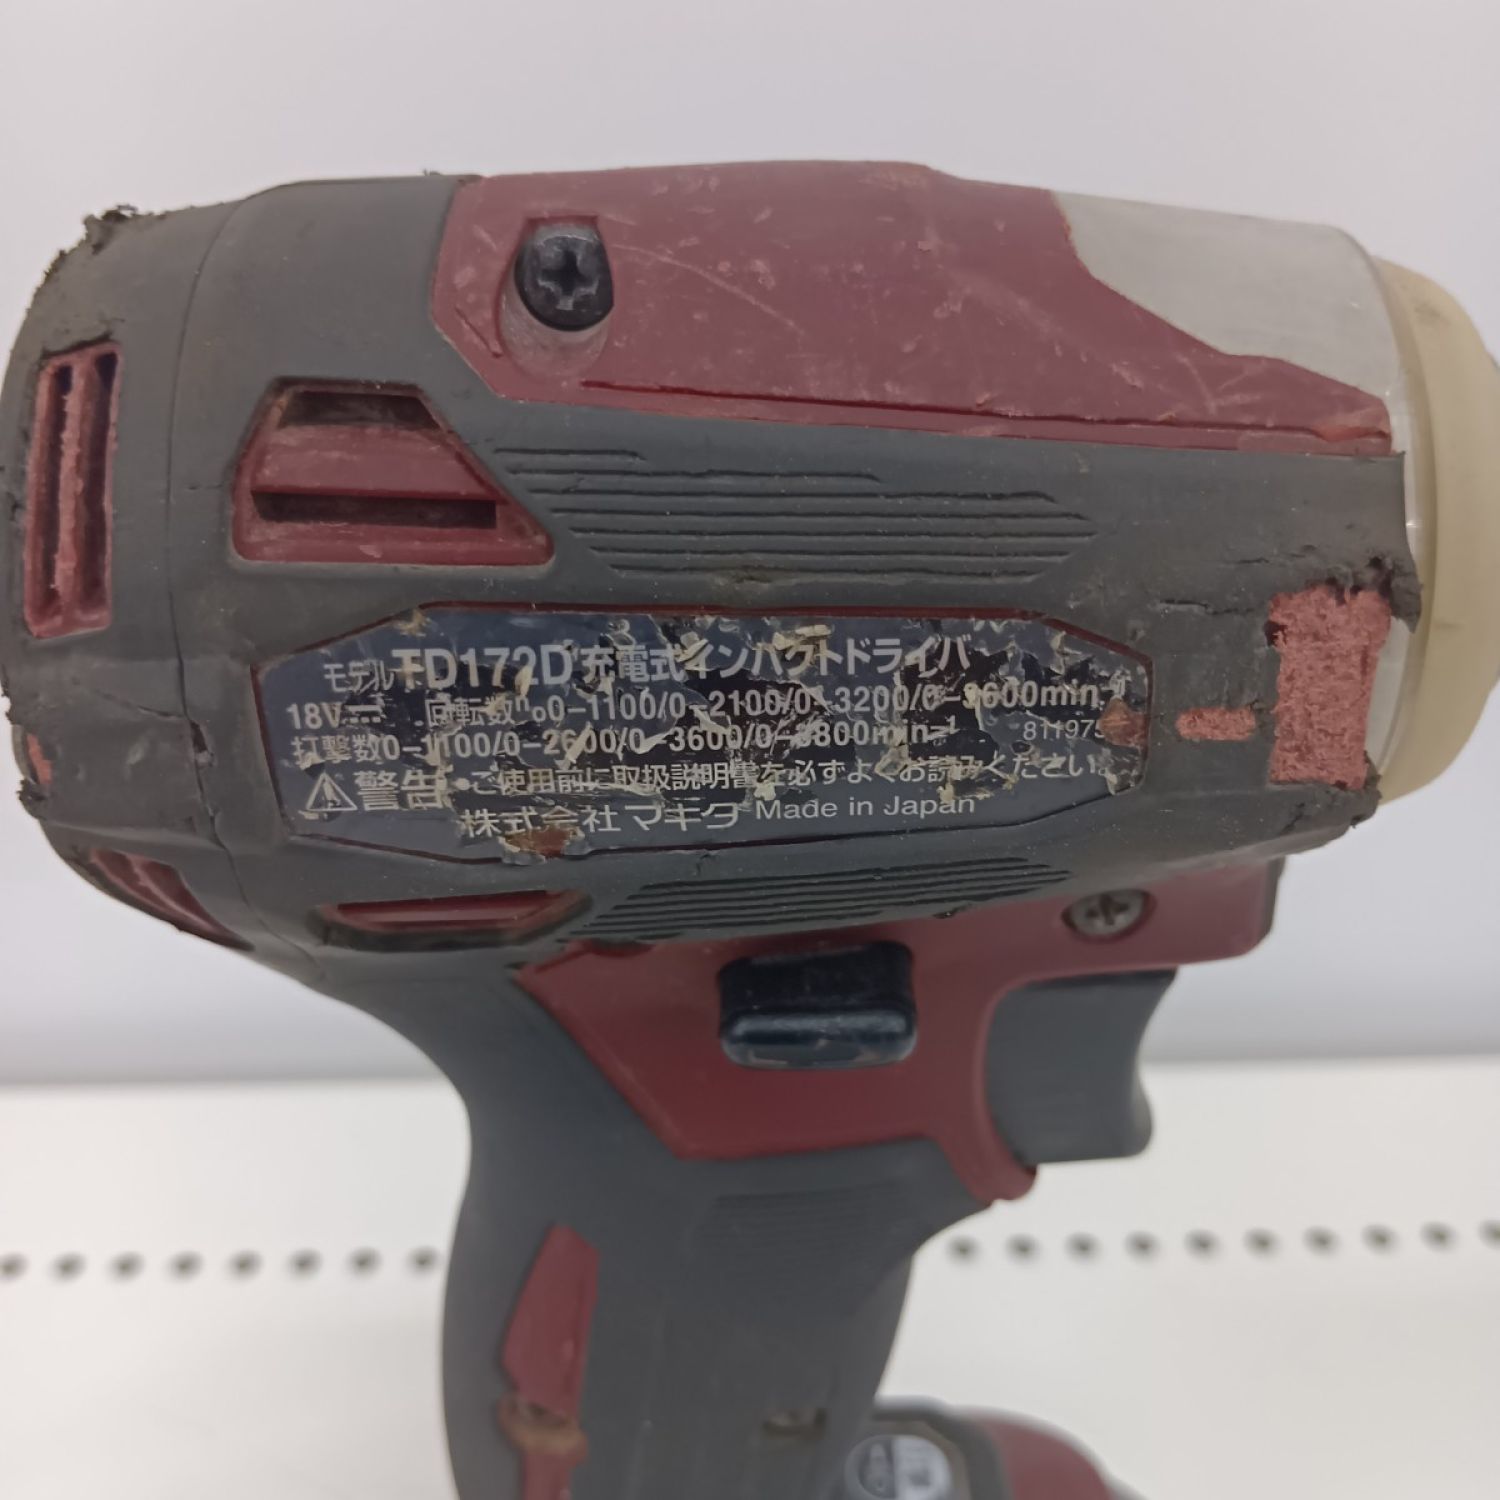 モデル TD172D 充電式インパクトドライバ
18V 回転数 n₀0-1100/0-2100/0-3200/0-3600min⁻¹
打撃数0-1100/0-2600/0-3600/0-3800min⁻¹
警告 •ご使用前に取扱説明書を必ずよくお読みください。
株式会社 マキタ Made in Japan